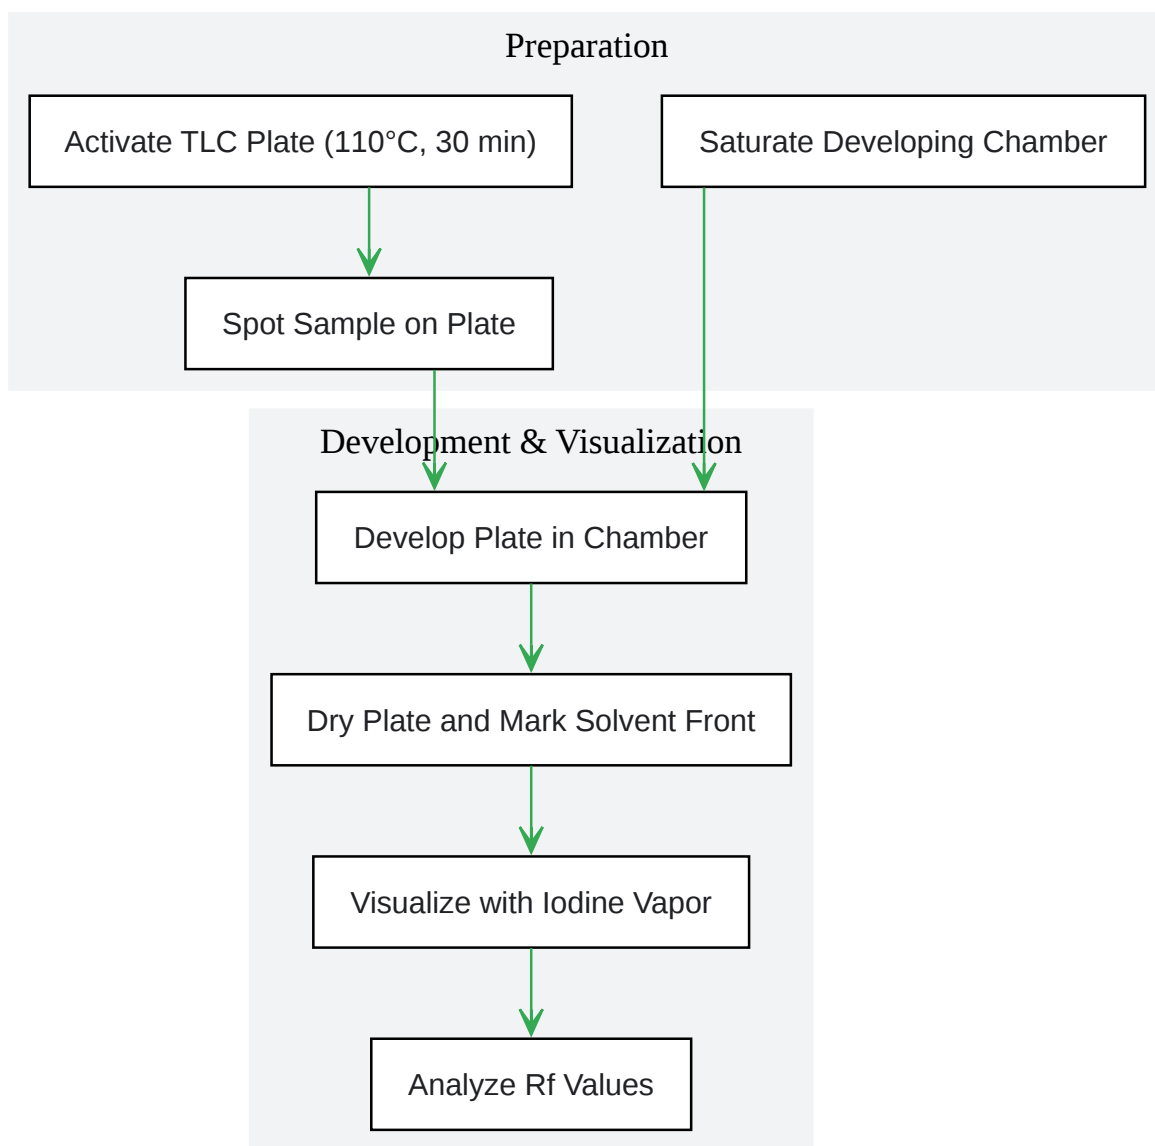 Preparation
Activate TLC Plate (110°C, 30 min)
Saturate Developing Chamber
Spot Sample on Plate
Development & Visualization
Develop Plate in Chamber
Dry Plate and Mark Solvent Front
Visualize with Iodine Vapor
Analyze Rf Values